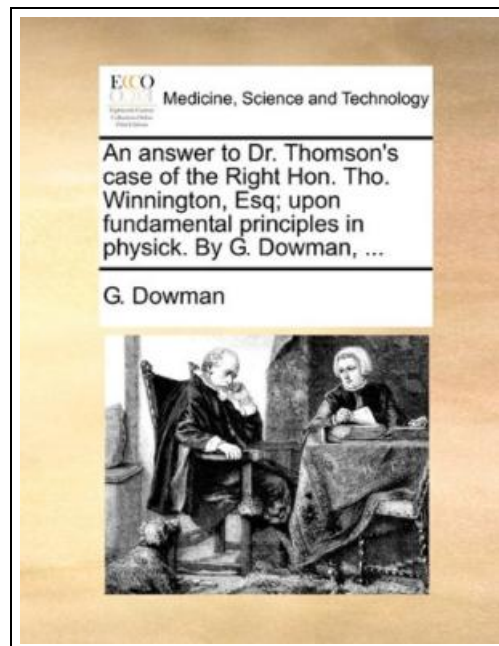 ECCO
Medicine, Science and Technology
An answer to Dr. Thomson's
case of the Right Hon. Tho.
Winnington, Esq; upon
fundamental principles in
physick. By G. Dowman, ...
G. Dowman